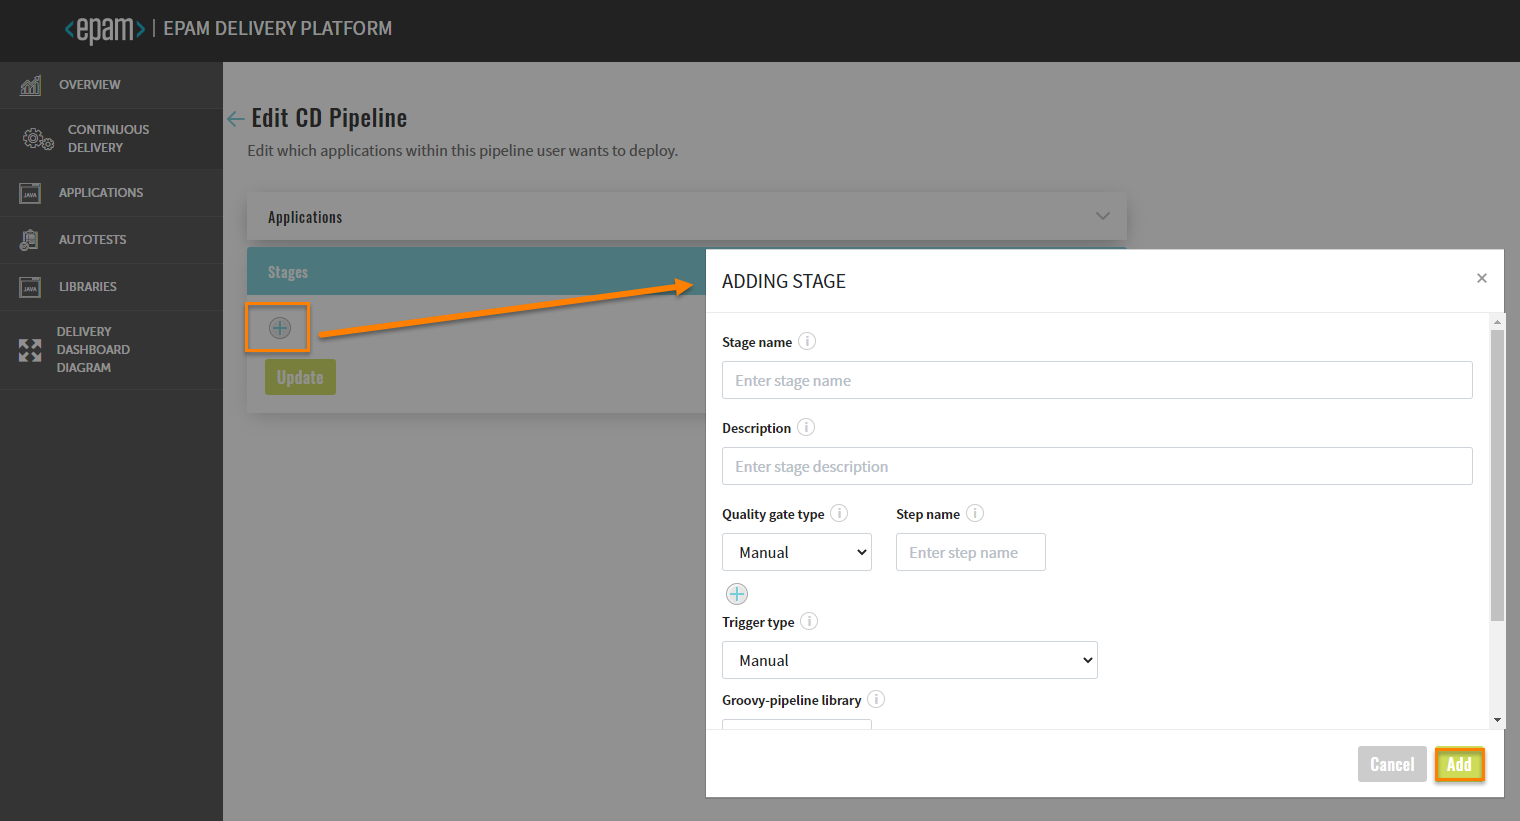 <epam> | EPAM DELIVERY PLATFORM
OVERVIEW
CONTINUOUS
DELIVERY
JAVA
APPLICATIONS
AUTOTESTS
JAVA
LIBRARIES
DELIVERY
DASHBOARD
DIAGRAM
Edit CD Pipeline
Edit which applications within this pipeline user wants to deploy.
Applications
Stages
Update
ADDING STAGE
×
Stage name i
Enter stage name
Description i
Enter stage description
Quality gate type i
Step name i
Manual
Enter step name
Trigger type i
Manual
Groovy-pipeline library i
Cancel
Add